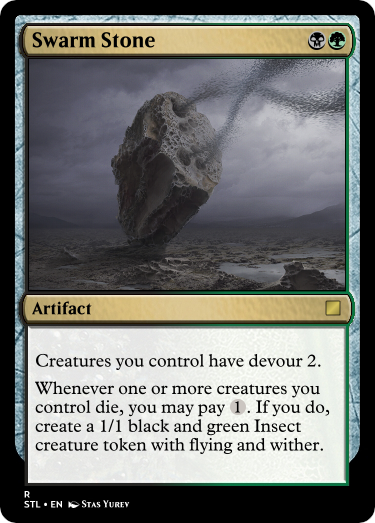 Swarm Stone
Artifact
Creatures you control have devour 2.
Whenever one or more creatures you
control die, you may pay 1. If you do,
create a 1/1 black and green Insect
creature token with flying and wither.
R
STL • EN Stas Yurev